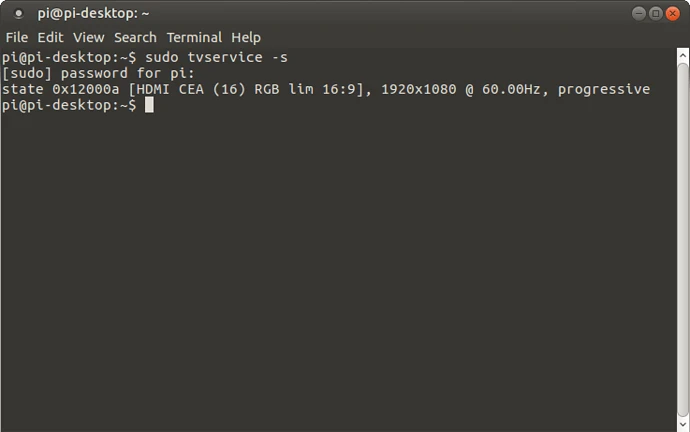 pi@pi-desktop: ~
File Edit View Search Terminal Help
pi@pi-desktop:~$ sudo tvservice -s
[sudo] password for pi:
state 0x12000a [HDMI CEA (16) RGB lim 16:9], 1920x1080 @ 60.00Hz, progressive
pi@pi-desktop:~$